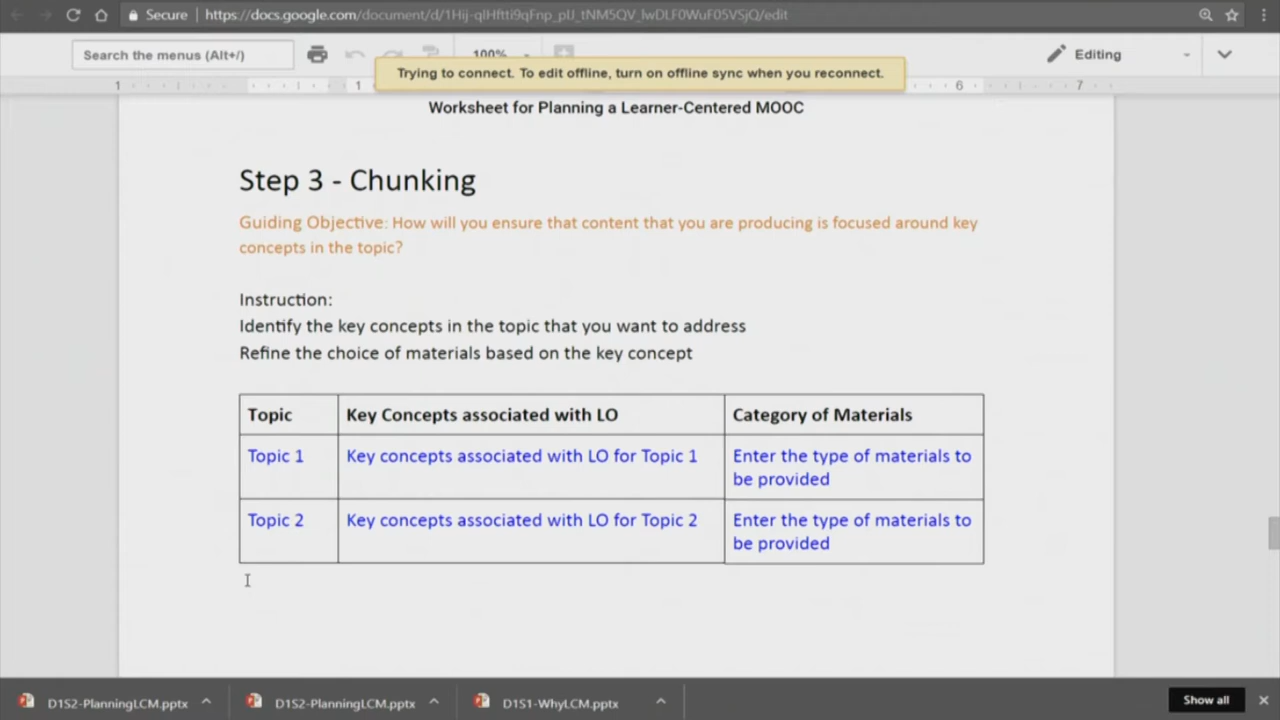 Secure
https://docs.google.com/document/d/1Hij-qIHftti9qFnp_pIJ_tNM5QV_lwDLF0WuF05VSjQ/edit
Search the menus (Alt+/)
100%
Editing
Trying to connect. To edit offline, turn on offline sync when you reconnect.
1 1 6 7
Worksheet for Planning a Learner-Centered MOOC
Step 3 - Chunking
Guiding Objective: How will you ensure that content that you are producing is focused around key
concepts in the topic?
Instruction:
Identify the key concepts in the topic that you want to address
Refine the choice of materials based on the key concept
Topic Key Concepts associated with LO Category of Materials
Topic 1 Key concepts associated with LO for Topic 1 Enter the type of materials to
be provided
Topic 2 Key concepts associated with LO for Topic 2 Enter the type of materials to
be provided
D1S2-PlanningLCM.pptx D1S2-PlanningLCM.pptx D1S1-WhyLCM.pptx Show all